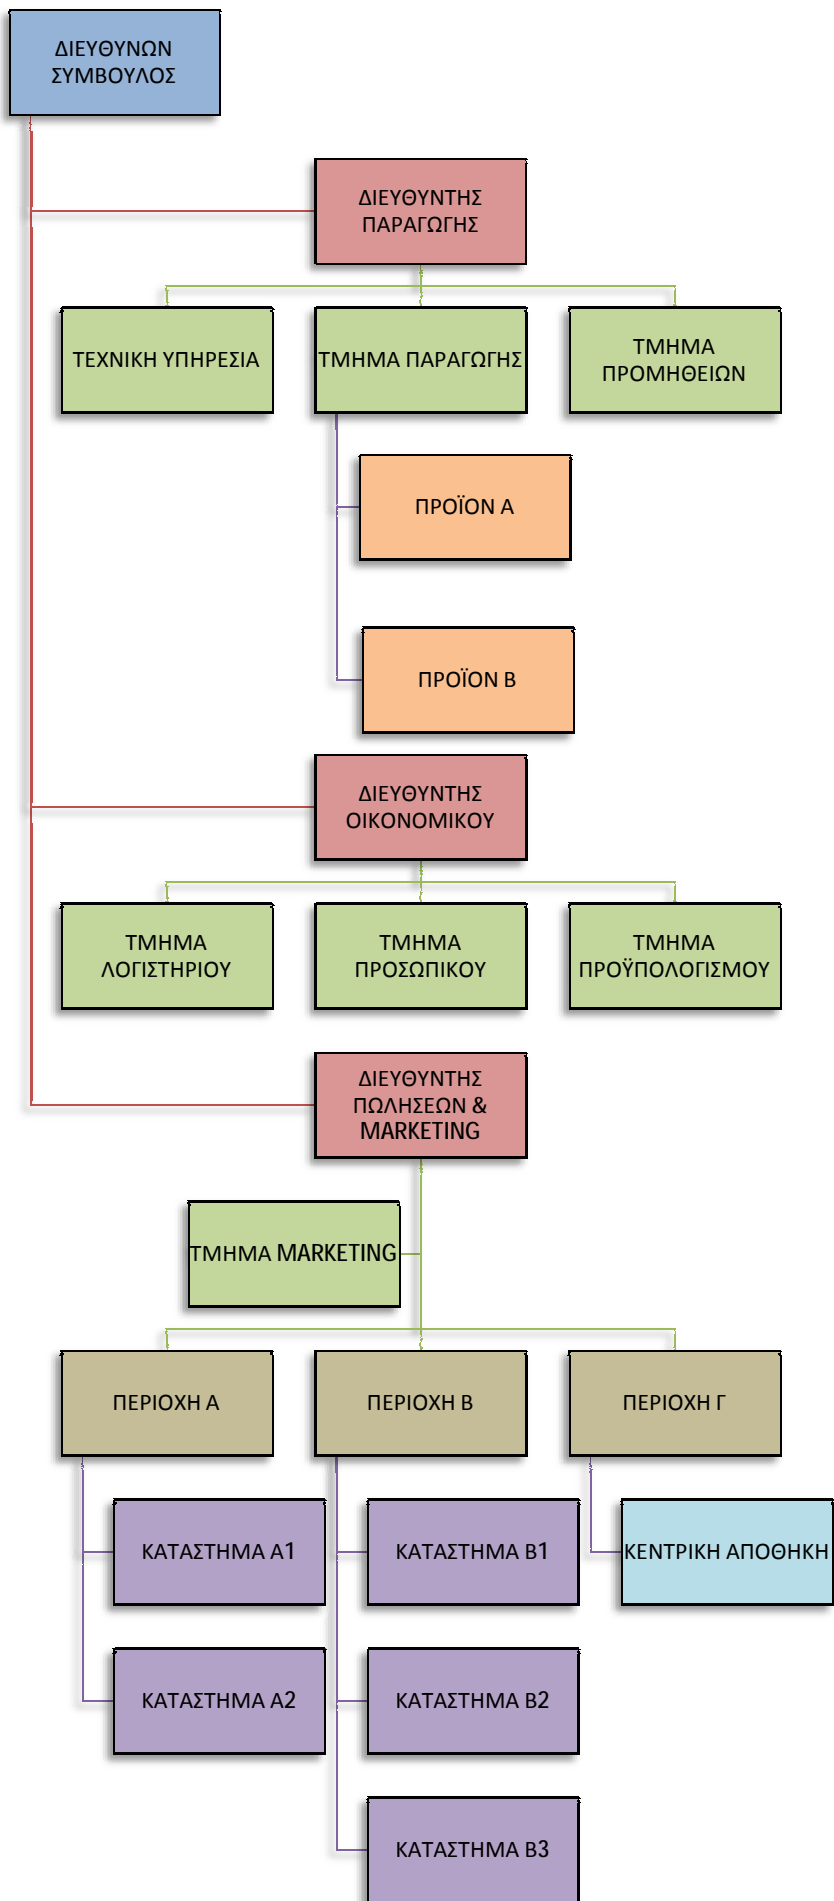 ΔΙΕΥΘΥΝΩΝ
ΣΥΜΒΟΥΛΟΣ
ΔΙΕΥΘΥΝΤΗΣ
ΠΑΡΑΓΩΓΗΣ
ΤΕΧΝΙΚΗ ΥΠΗΡΕΣΙΑ
ΤΜΗΜΑ ΠΑΡΑΓΩΓΗΣ
ΤΜΗΜΑ
ΠΡΟΜΗΘΕΙΩΝ
ΠΡΟΪΟΝ Α
ΠΡΟΪΟΝ Β
ΔΙΕΥΘΥΝΤΗΣ
ΟΙΚΟΝΟΜΙΚΟΥ
ΤΜΗΜΑ
ΛΟΓΙΣΤΗΡΙΟΥ
ΤΜΗΜΑ
ΠΡΟΣΩΠΙΚΟΥ
ΤΜΗΜΑ
ΠΡΟΫΠΟΛΟΓΙΣΜΟΥ
ΔΙΕΥΘΥΝΤΗΣ
ΠΩΛΗΣΕΩΝ &
MARKETING
ΤΜΗΜΑ MARKETING
ΠΕΡΙΟΧΗ Α
ΠΕΡΙΟΧΗ Β
ΠΕΡΙΟΧΗ Γ
ΚΑΤΑΣΤΗΜΑ Α1
ΚΑΤΑΣΤΗΜΑ Β1
ΚΕΝΤΡΙΚΗ ΑΠΟΘΗΚΗ
ΚΑΤΑΣΤΗΜΑ Α2
ΚΑΤΑΣΤΗΜΑ Β2
ΚΑΤΑΣΤΗΜΑ Β3